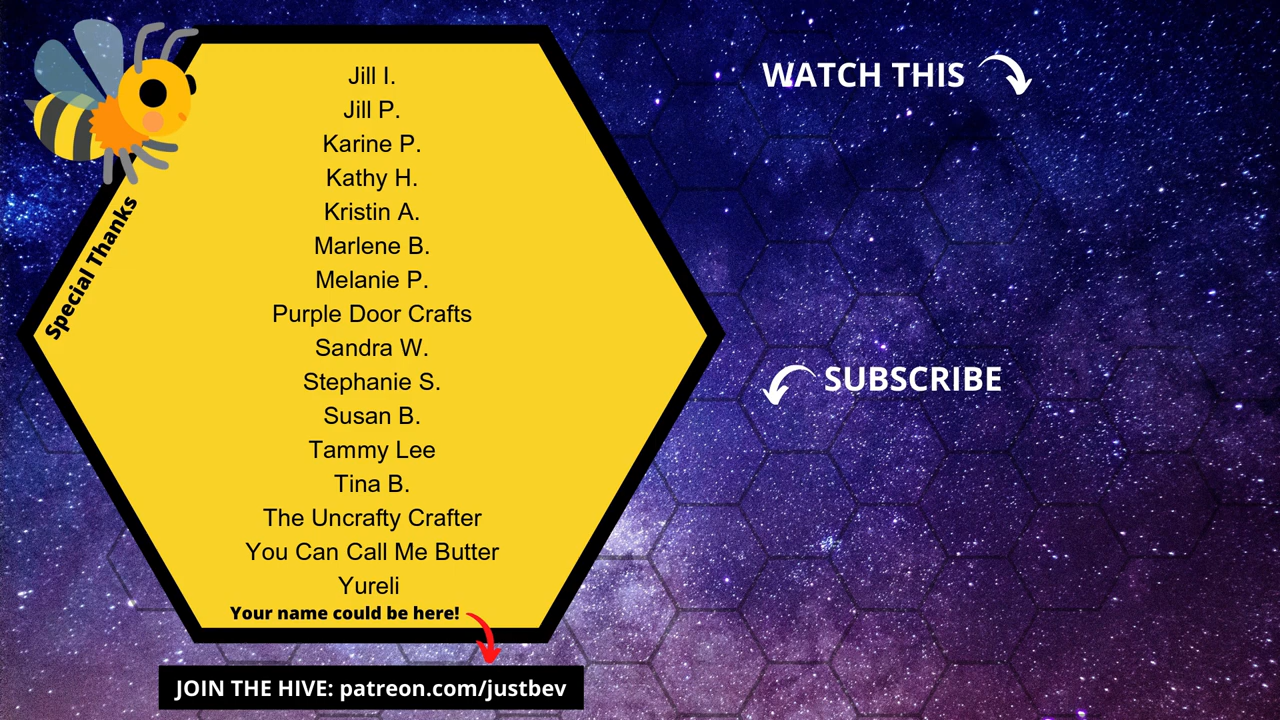 Special Thanks
Jill I.
Jill P.
Karine P.
Kathy H.
Kristin A.
Marlene B.
Melanie P.
Purple Door Crafts
Sandra W.
Stephanie S.
Susan B.
Tammy Lee
Tina B.
The Uncrafty Crafter
You Can Call Me Butter
Yureli
Your name could be here!
JOIN THE HIVE: patreon.com/justbev
WATCH THIS
SUBSCRIBE